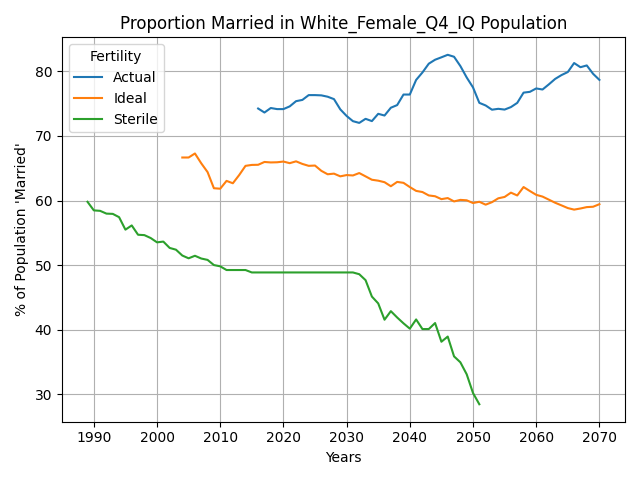 Proportion Married in White_Female_Q4_IQ Population
Fertility
Actual
Ideal
Sterile
% of Population 'Married'
80
70
60
50
40
30
1990 2000 2010 2020 2030 2040 2050 2060 2070
Years